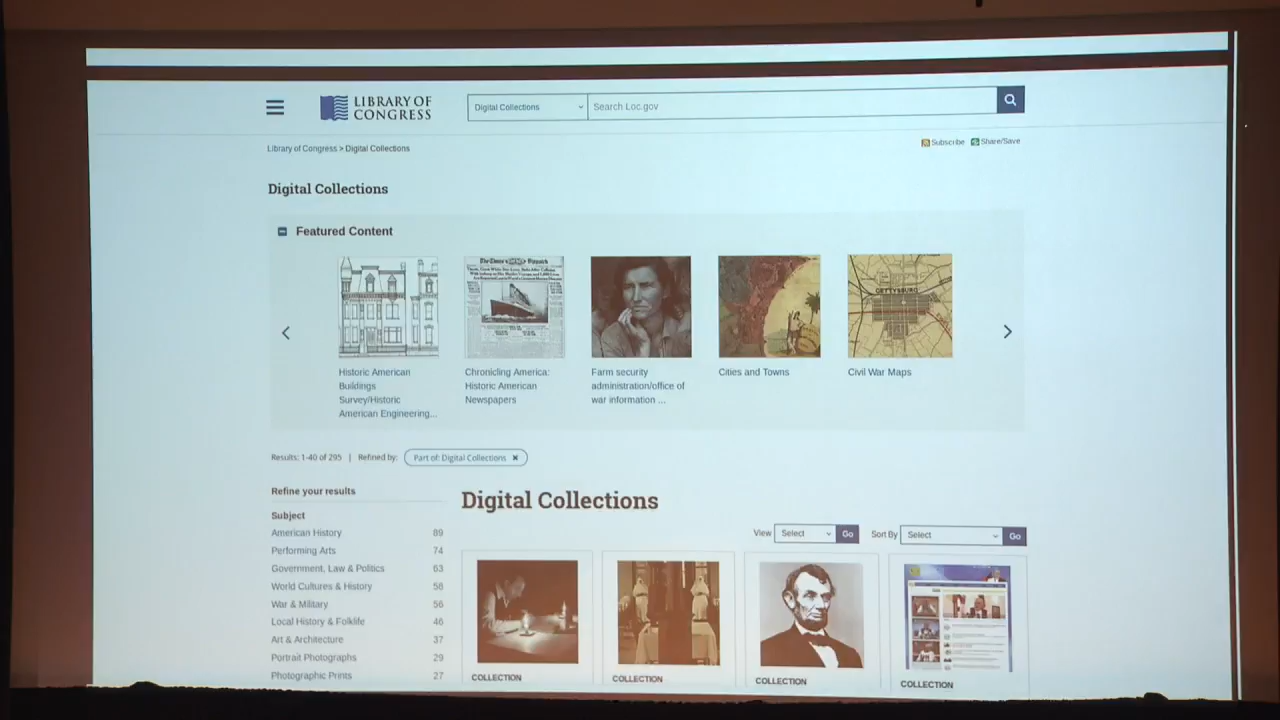 LIBRARY OF
CONGRESS
Digital Collections
Search Loc.gov
Library of Congress > Digital Collections
Subscribe
Share/Save
Digital Collections
Featured Content
GETTYSBURG
Historic American
Buildings
Survey/Historic
American Engineering...
Chronicling America:
Historic American
Newspapers
Farm security
administration/office of
war information ...
Cities and Towns
Civil War Maps
Results: 1-40 of 295 | Refined by:
Part of: Digital Collections ×
Refine your results
Digital Collections
Subject
American History 89
Performing Arts 74
Government, Law & Politics 63
World Cultures & History 58
War & Military 56
Local History & Folklife 46
Art & Architecture 37
Portrait Photographs 29
Photographic Prints 27
View Select Go
Sort By Select Go
COLLECTION
COLLECTION
COLLECTION
COLLECTION